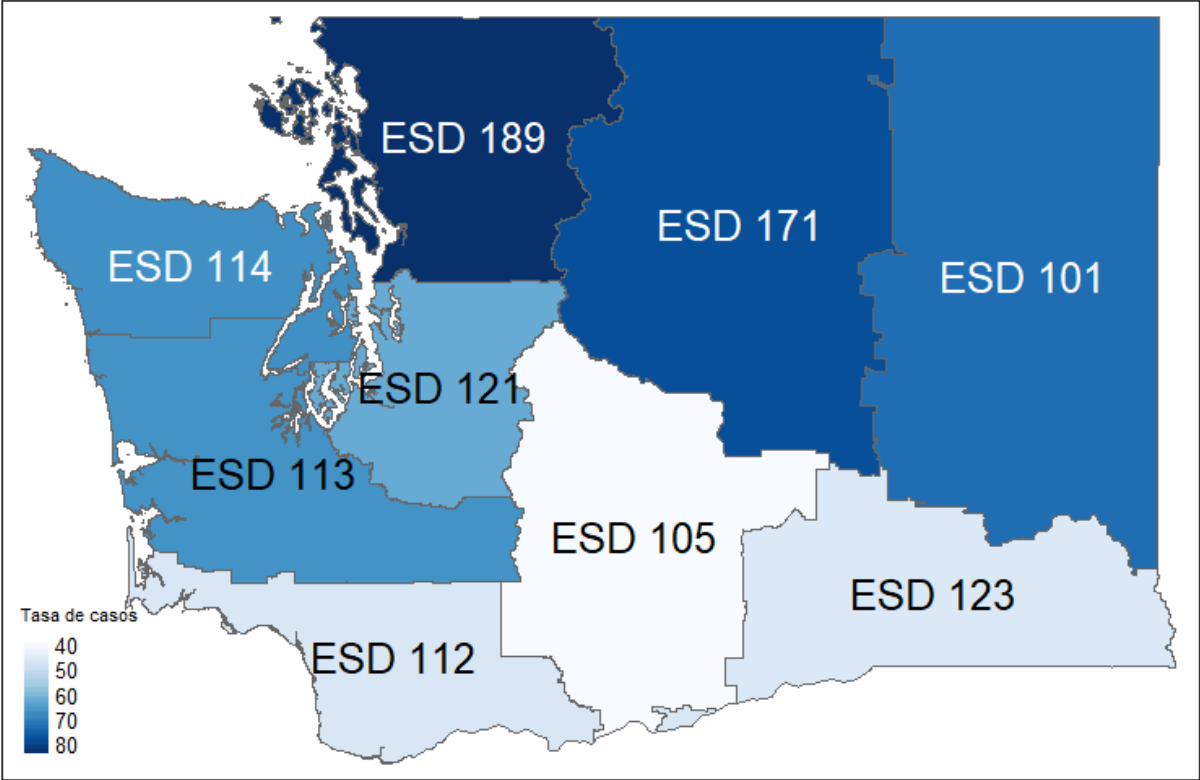 ESD 189
ESD 171
ESD 114
ESD 101
ESD 121
ESD 113
ESD 105
ESD 123
ESD 112
Tasa de casos
40
50
60
70
80